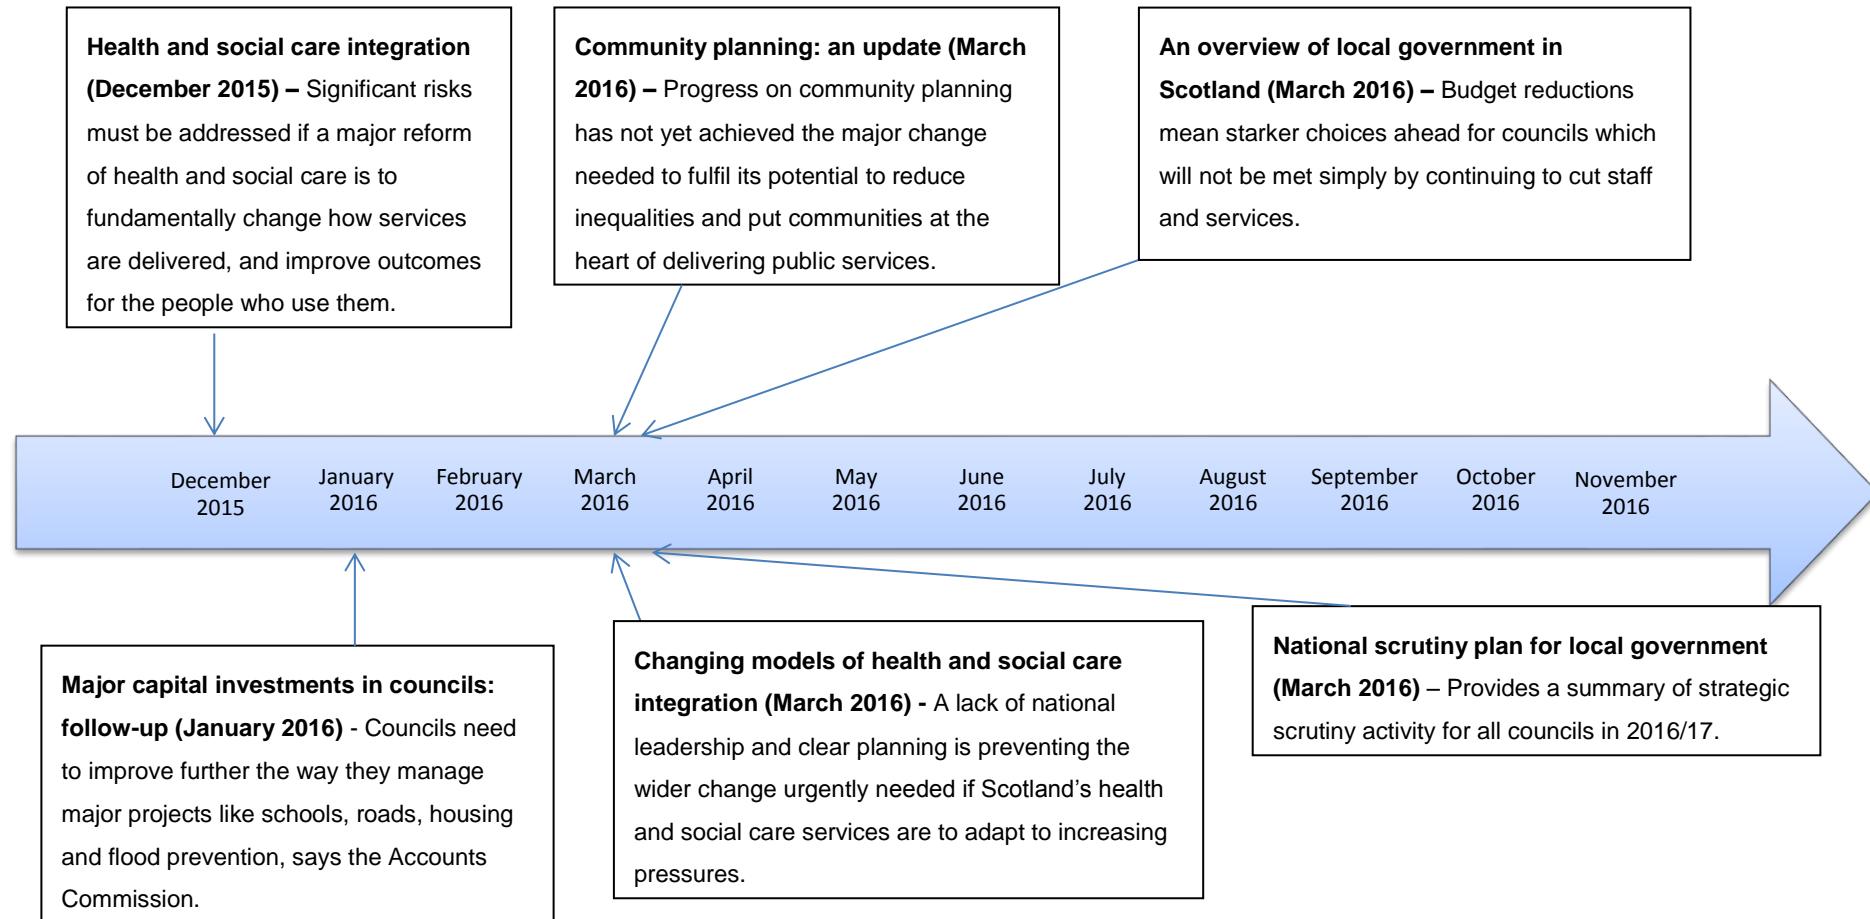 Health and social care integration
(December 2015) – Significant risks
must be addressed if a major reform
of health and social care is to
fundamentally change how services
are delivered, and improve outcomes
for the people who use them.
Community planning: an update (March
2016) – Progress on community planning
has not yet achieved the major change
needed to fulfil its potential to reduce
inequalities and put communities at the
heart of delivering public services.
An overview of local government in
Scotland (March 2016) – Budget reductions
mean starker choices ahead for councils which
will not be met simply by continuing to cut staff
and services.
December
2015
January
2016
February
2016
March
2016
April
2016
May
2016
June
2016
July
2016
August
2016
September
2016
October
2016
November
2016
Major capital investments in councils:
follow-up (January 2016) - Councils need
to improve further the way they manage
major projects like schools, roads, housing
and flood prevention, says the Accounts
Commission.
Changing models of health and social care
integration (March 2016) - A lack of national
leadership and clear planning is preventing the
wider change urgently needed if Scotland’s health
and social care services are to adapt to increasing
pressures.
National scrutiny plan for local government
(March 2016) – Provides a summary of strategic
scrutiny activity for all councils in 2016/17.